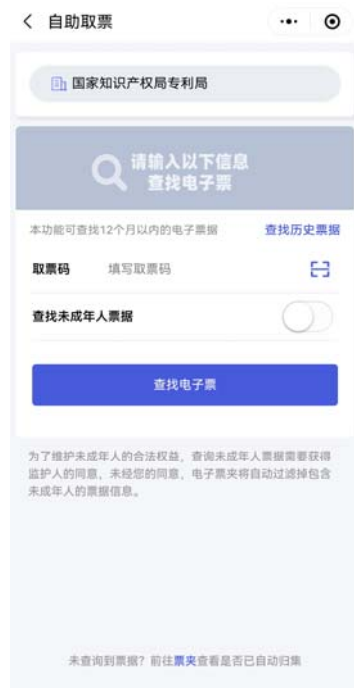 自助取票
国家知识产权局专利局
请输入以下信息
查找电子票
本功能可查找12个月以内的电子票据 查找历史票据
取票码 填写取票码
查找未成年人票据
查找电子票
为了维护未成年人的合法权益，查询未成年人票据需要获得
监护人的同意，未经您的同意，电子票夹将自动过滤掉包含
未成年人的票据信息。
未查询到票据？前往票夹查看是否已自动归集